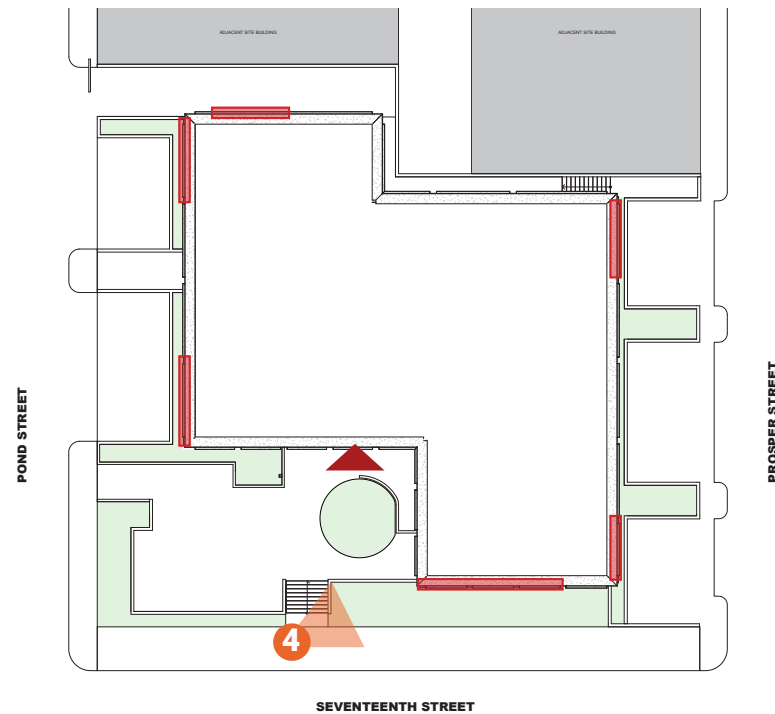 ADJACENT SITE BUILDING
ADJACENT SITE BUILDING
POND STREET
PROSPER STREET
4
SEVENTEENTH STREET